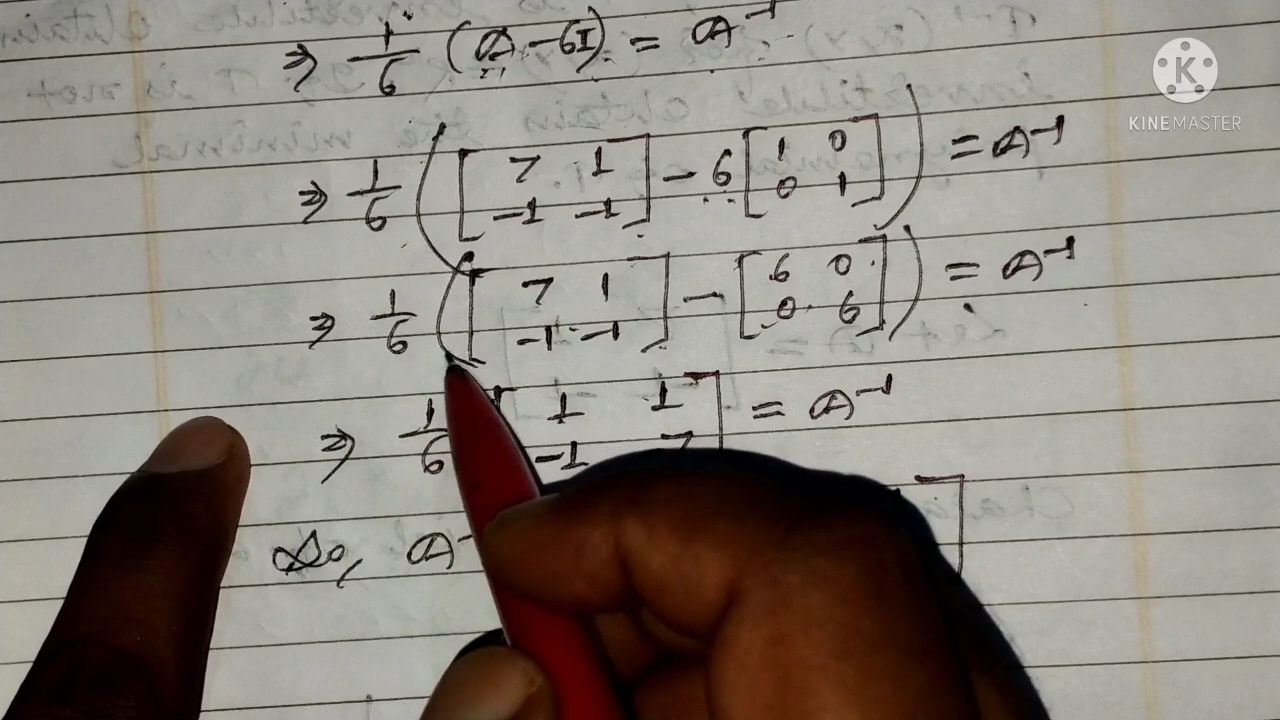 ⇒ 1/6 (A - 6I) = A⁻¹
KINEMASTER
⇒ 1/6 ( [ 7 1 ; -1 -1 ] - 6 [ 1 0 ; 0 1 ] ) = A⁻¹
⇒ 1/6 ( [ 7 1 ; -1 -1 ] - [ 6 0 ; 0 6 ] ) = A⁻¹
⇒ 1/6 [ 1 1 ; -1 7 ] = A⁻¹
So, A⁻